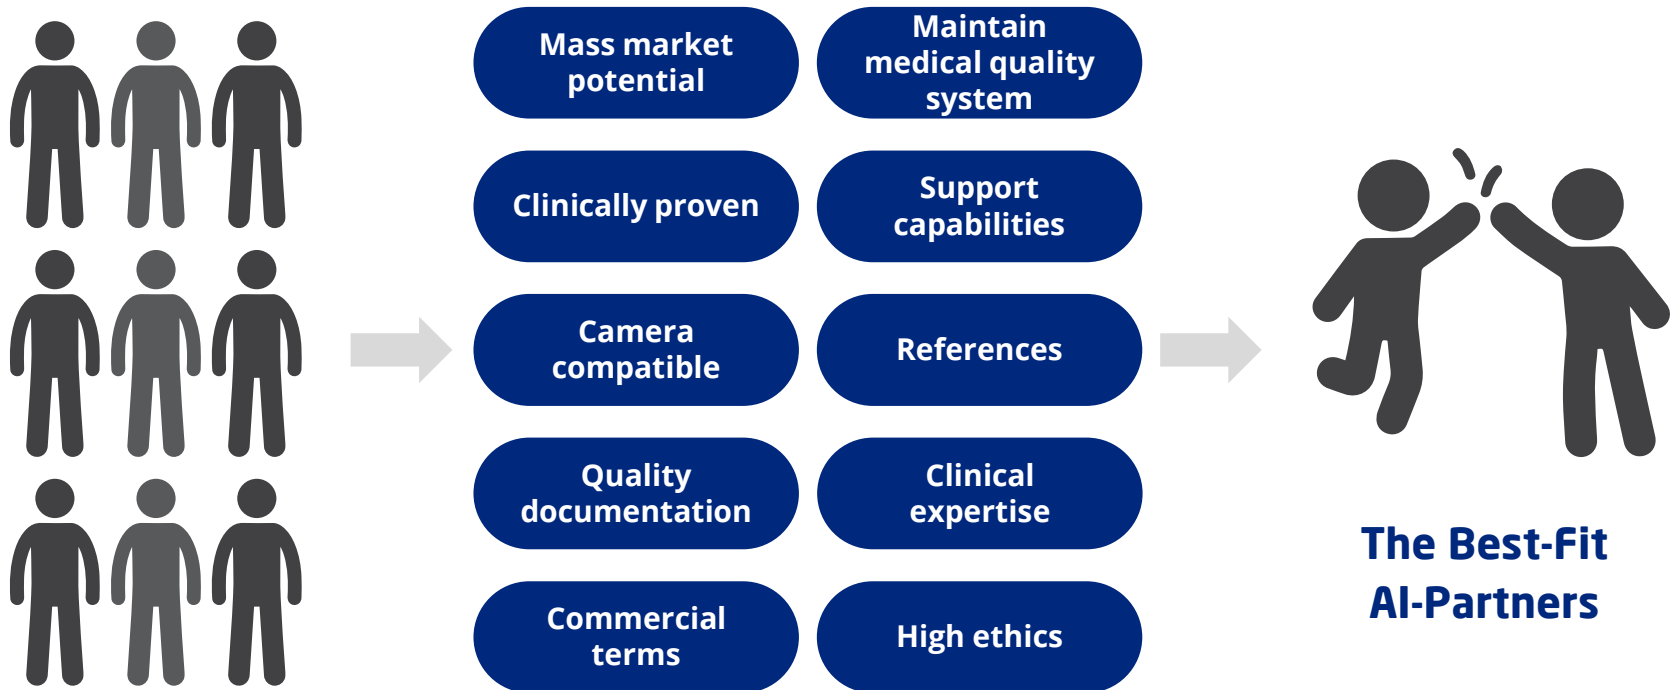 Mass market
potential
Maintain
medical quality
system
Clinically proven
Support
capabilities
Camera
compatible
References
Quality
documentation
Clinical
expertise
Commercial
terms
High ethics
The Best-Fit
AI-Partners